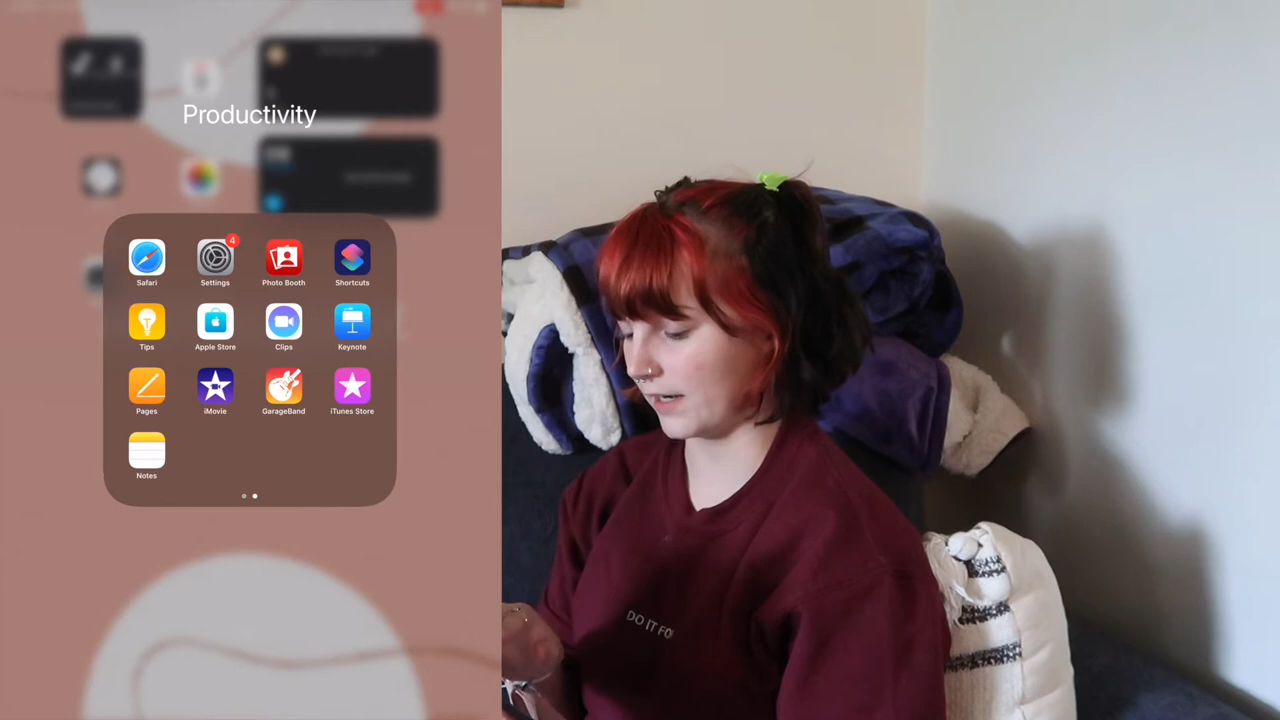 Productivity
4
Safari Settings Photo Booth Shortcuts
Tips Apple Store Clips Keynote
Pages iMovie GarageBand iTunes Store
Notes
DO IT FO